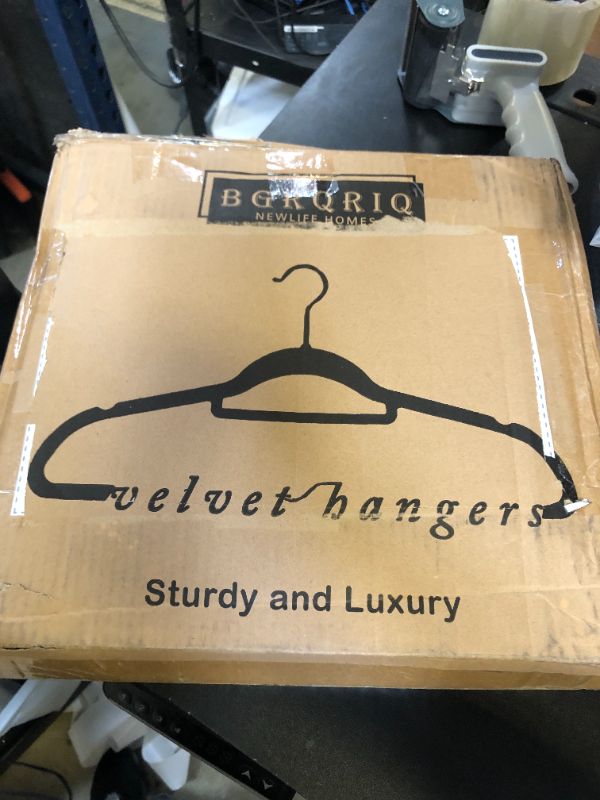 BGRQRIQ
NEWLIFE HOMES
velvet hangers
Sturdy and Luxury